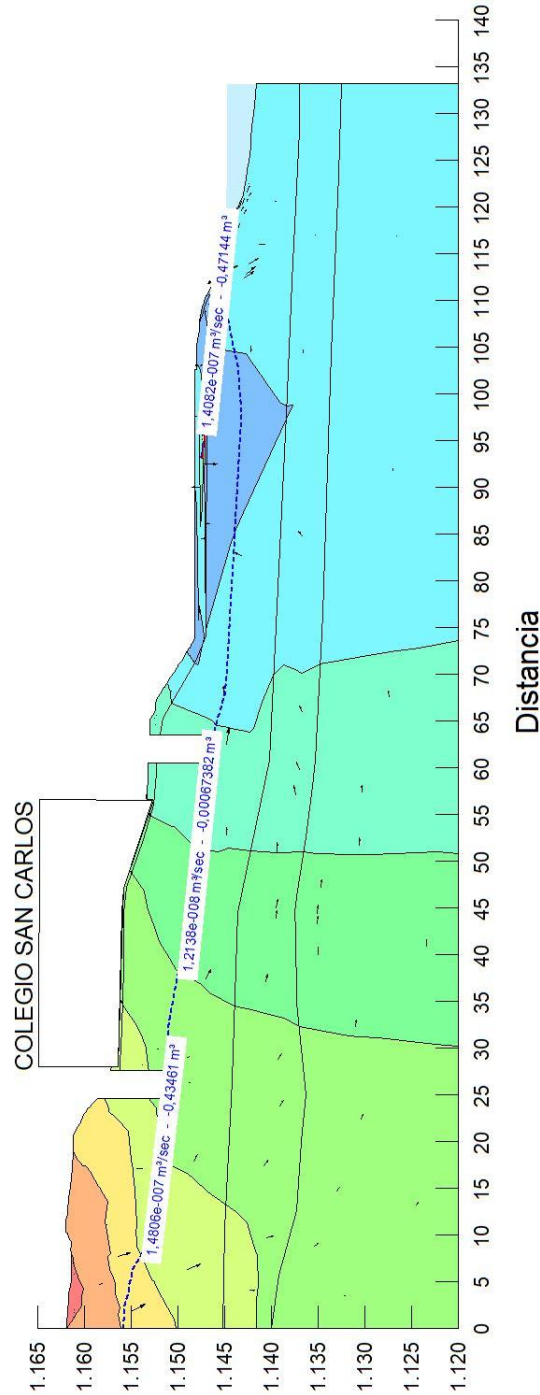 COLEGIO SAN CARLOS
1,4806e-007 m³/sec - -0,43461 m³
1,2138e-008 m³/sec - -0,00067382 m³
1,4082e-007 m³/sec - -0,47144 m³
1.165
1.160
1.155
1.150
1.145
1.140
1.135
1.130
1.125
1.120
0 5 10 15 20 25 30 35 40 45 50 55 60 65 70 75 80 85 90 95 100 105 110 115 120 125 130 135 140
Distancia